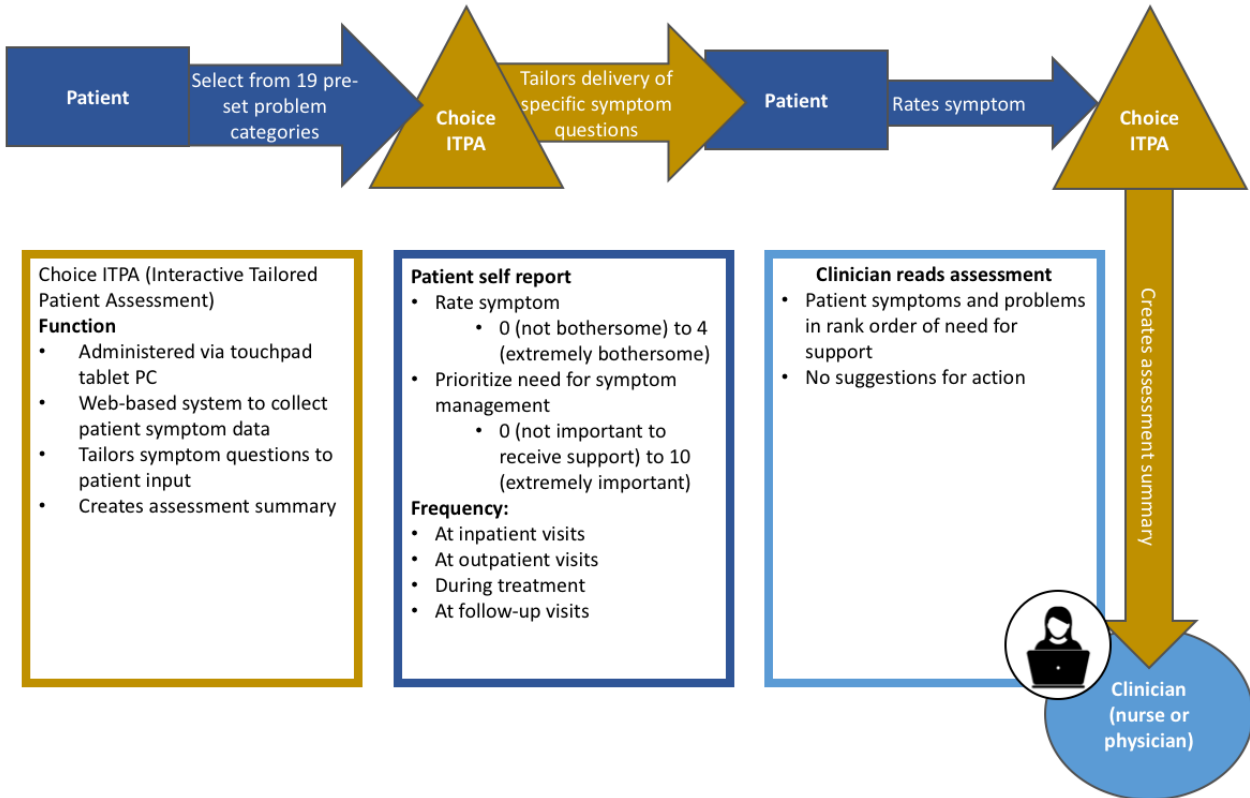 Patient
Select from 19 pre-
set problem
categories
Choice
ITPA
Tailors delivery of
specific symptom
questions
Patient
Rates symptom
Choice
ITPA
Choice ITPA (Interactive Tailored
Patient Assessment)
Function
• Administered via touchpad
tablet PC
• Web-based system to collect
patient symptom data
• Tailors symptom questions to
patient input
• Creates assessment summary
Patient self report
• Rate symptom
• 0 (not bothersome) to 4
(extremely bothersome)
• Prioritize need for symptom
management
• 0 (not important to
receive support) to 10
(extremely important)
Frequency:
• At inpatient visits
• At outpatient visits
• During treatment
• At follow-up visits
Clinician reads assessment
• Patient symptoms and problems
in rank order of need for
support
• No suggestions for action
Creates assessment summary
Clinician
(nurse or
physician)